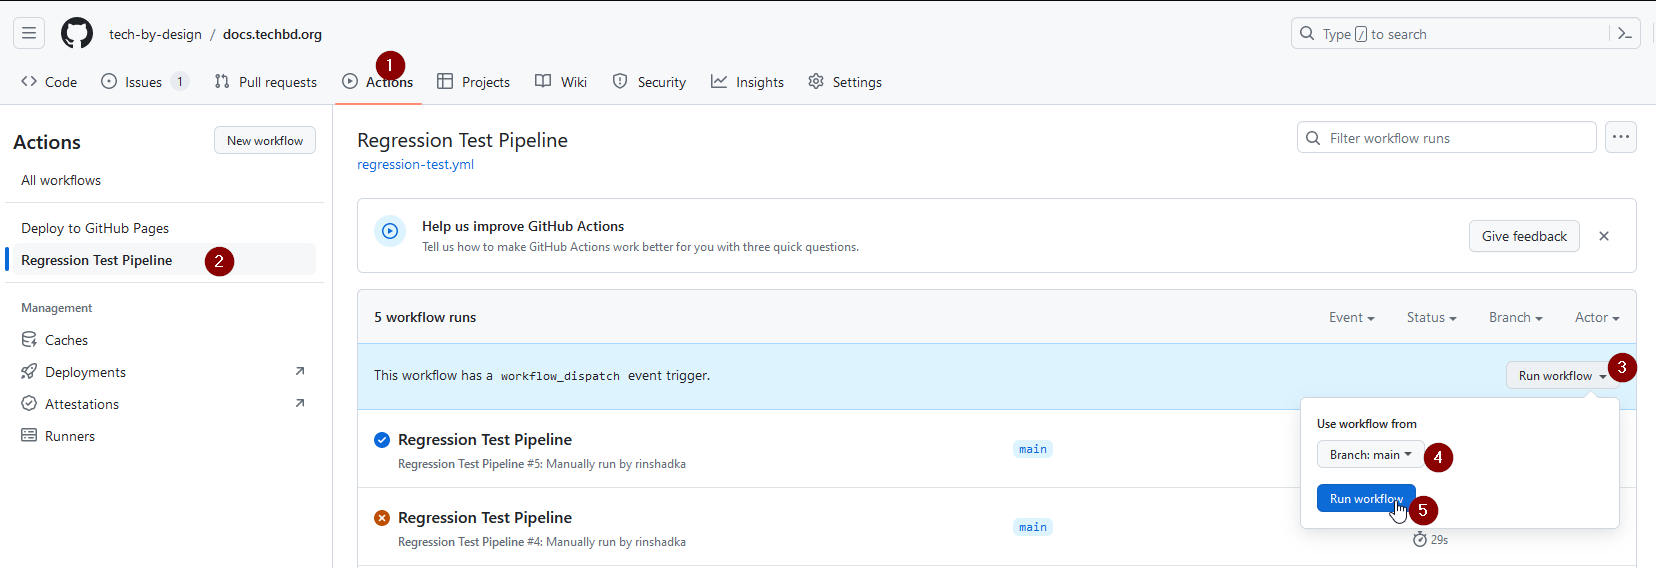 tech-by-design / docs.techbd.org
Type / to search
1
Code Issues 1 Pull requests Actions Projects Wiki Security Insights Settings
Actions
New workflow
All workflows
Deploy to GitHub Pages
Regression Test Pipeline 2
Management
Caches
Deployments
Attestations
Runners
Regression Test Pipeline
regression-test.yml
Filter workflow runs
Help us improve GitHub Actions
Tell us how to make GitHub Actions work better for you with three quick questions.
Give feedback
5 workflow runs
Event Status Branch Actor
This workflow has a workflow_dispatch event trigger.
Run workflow 3
Use workflow from
Branch: main 4
Run workflow 5
Regression Test Pipeline
Regression Test Pipeline #5: Manually run by rinshadka
main
Regression Test Pipeline
Regression Test Pipeline #4: Manually run by rinshadka
main
29s